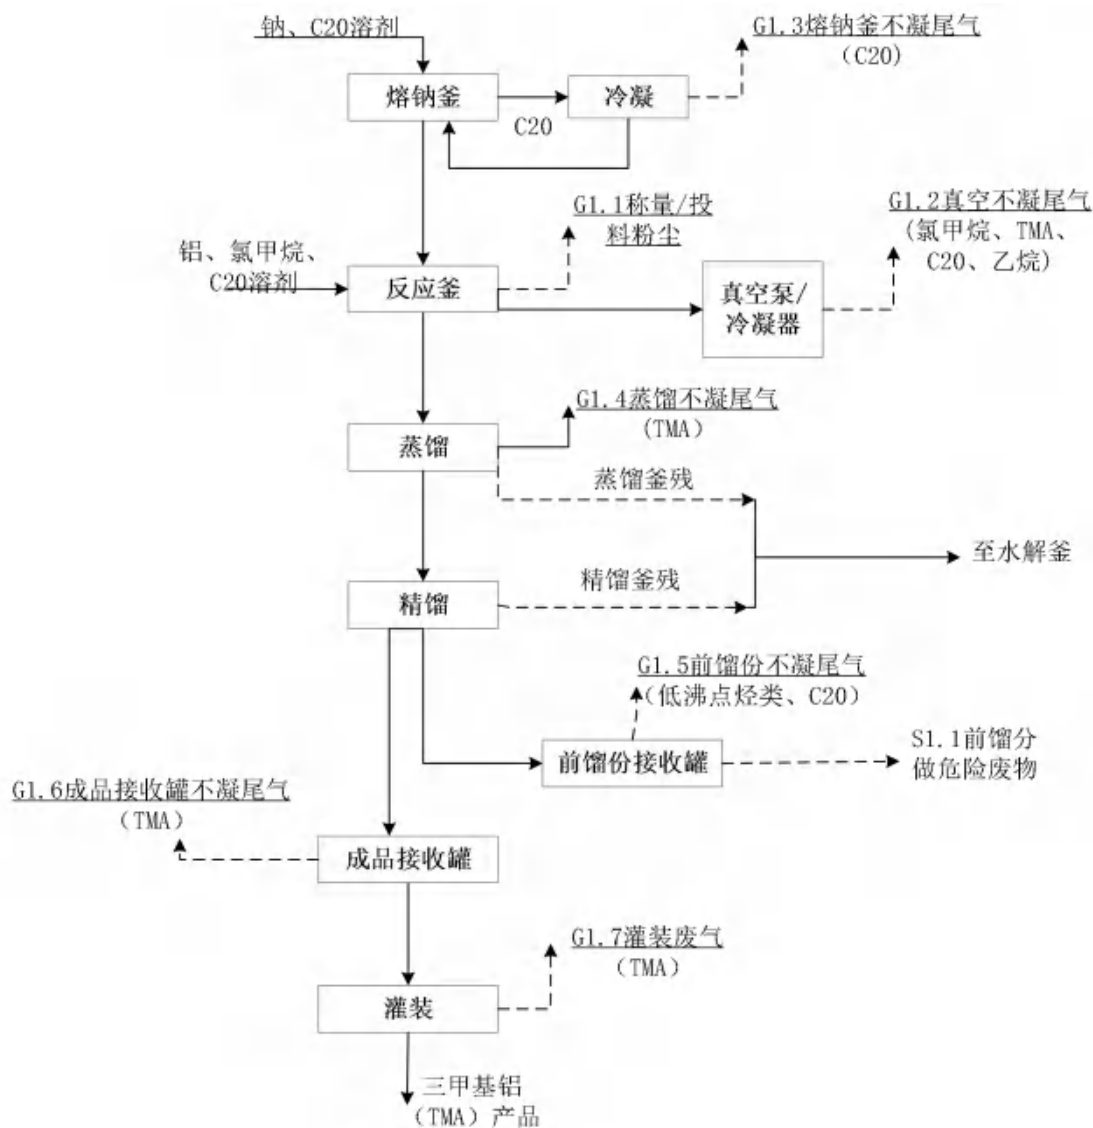 钠、C20溶剂
G1.3熔钠釜不凝尾气
（C20）
熔钠釜
冷凝
C20
G1.1称量/投
料粉尘
G1.2真空不凝尾气
(氯甲烷、TMA、
C20、乙烷)
铝、氯甲烷、
C20溶剂
反应釜
真空泵/
冷凝器
G1.4蒸馏不凝尾气
(TMA）
蒸馏
蒸馏釜残
至水解釜
精馏釜残
精馏
G1.5前馏份不凝尾气
（低沸点烃类、C20）
前馏份接收罐
S1.1前馏分
做危险废物
G1.6成品接收罐不凝尾气
（TMA）
成品接收罐
G1.7灌装废气
（TMA）
灌装
三甲基铝
（TMA）产品